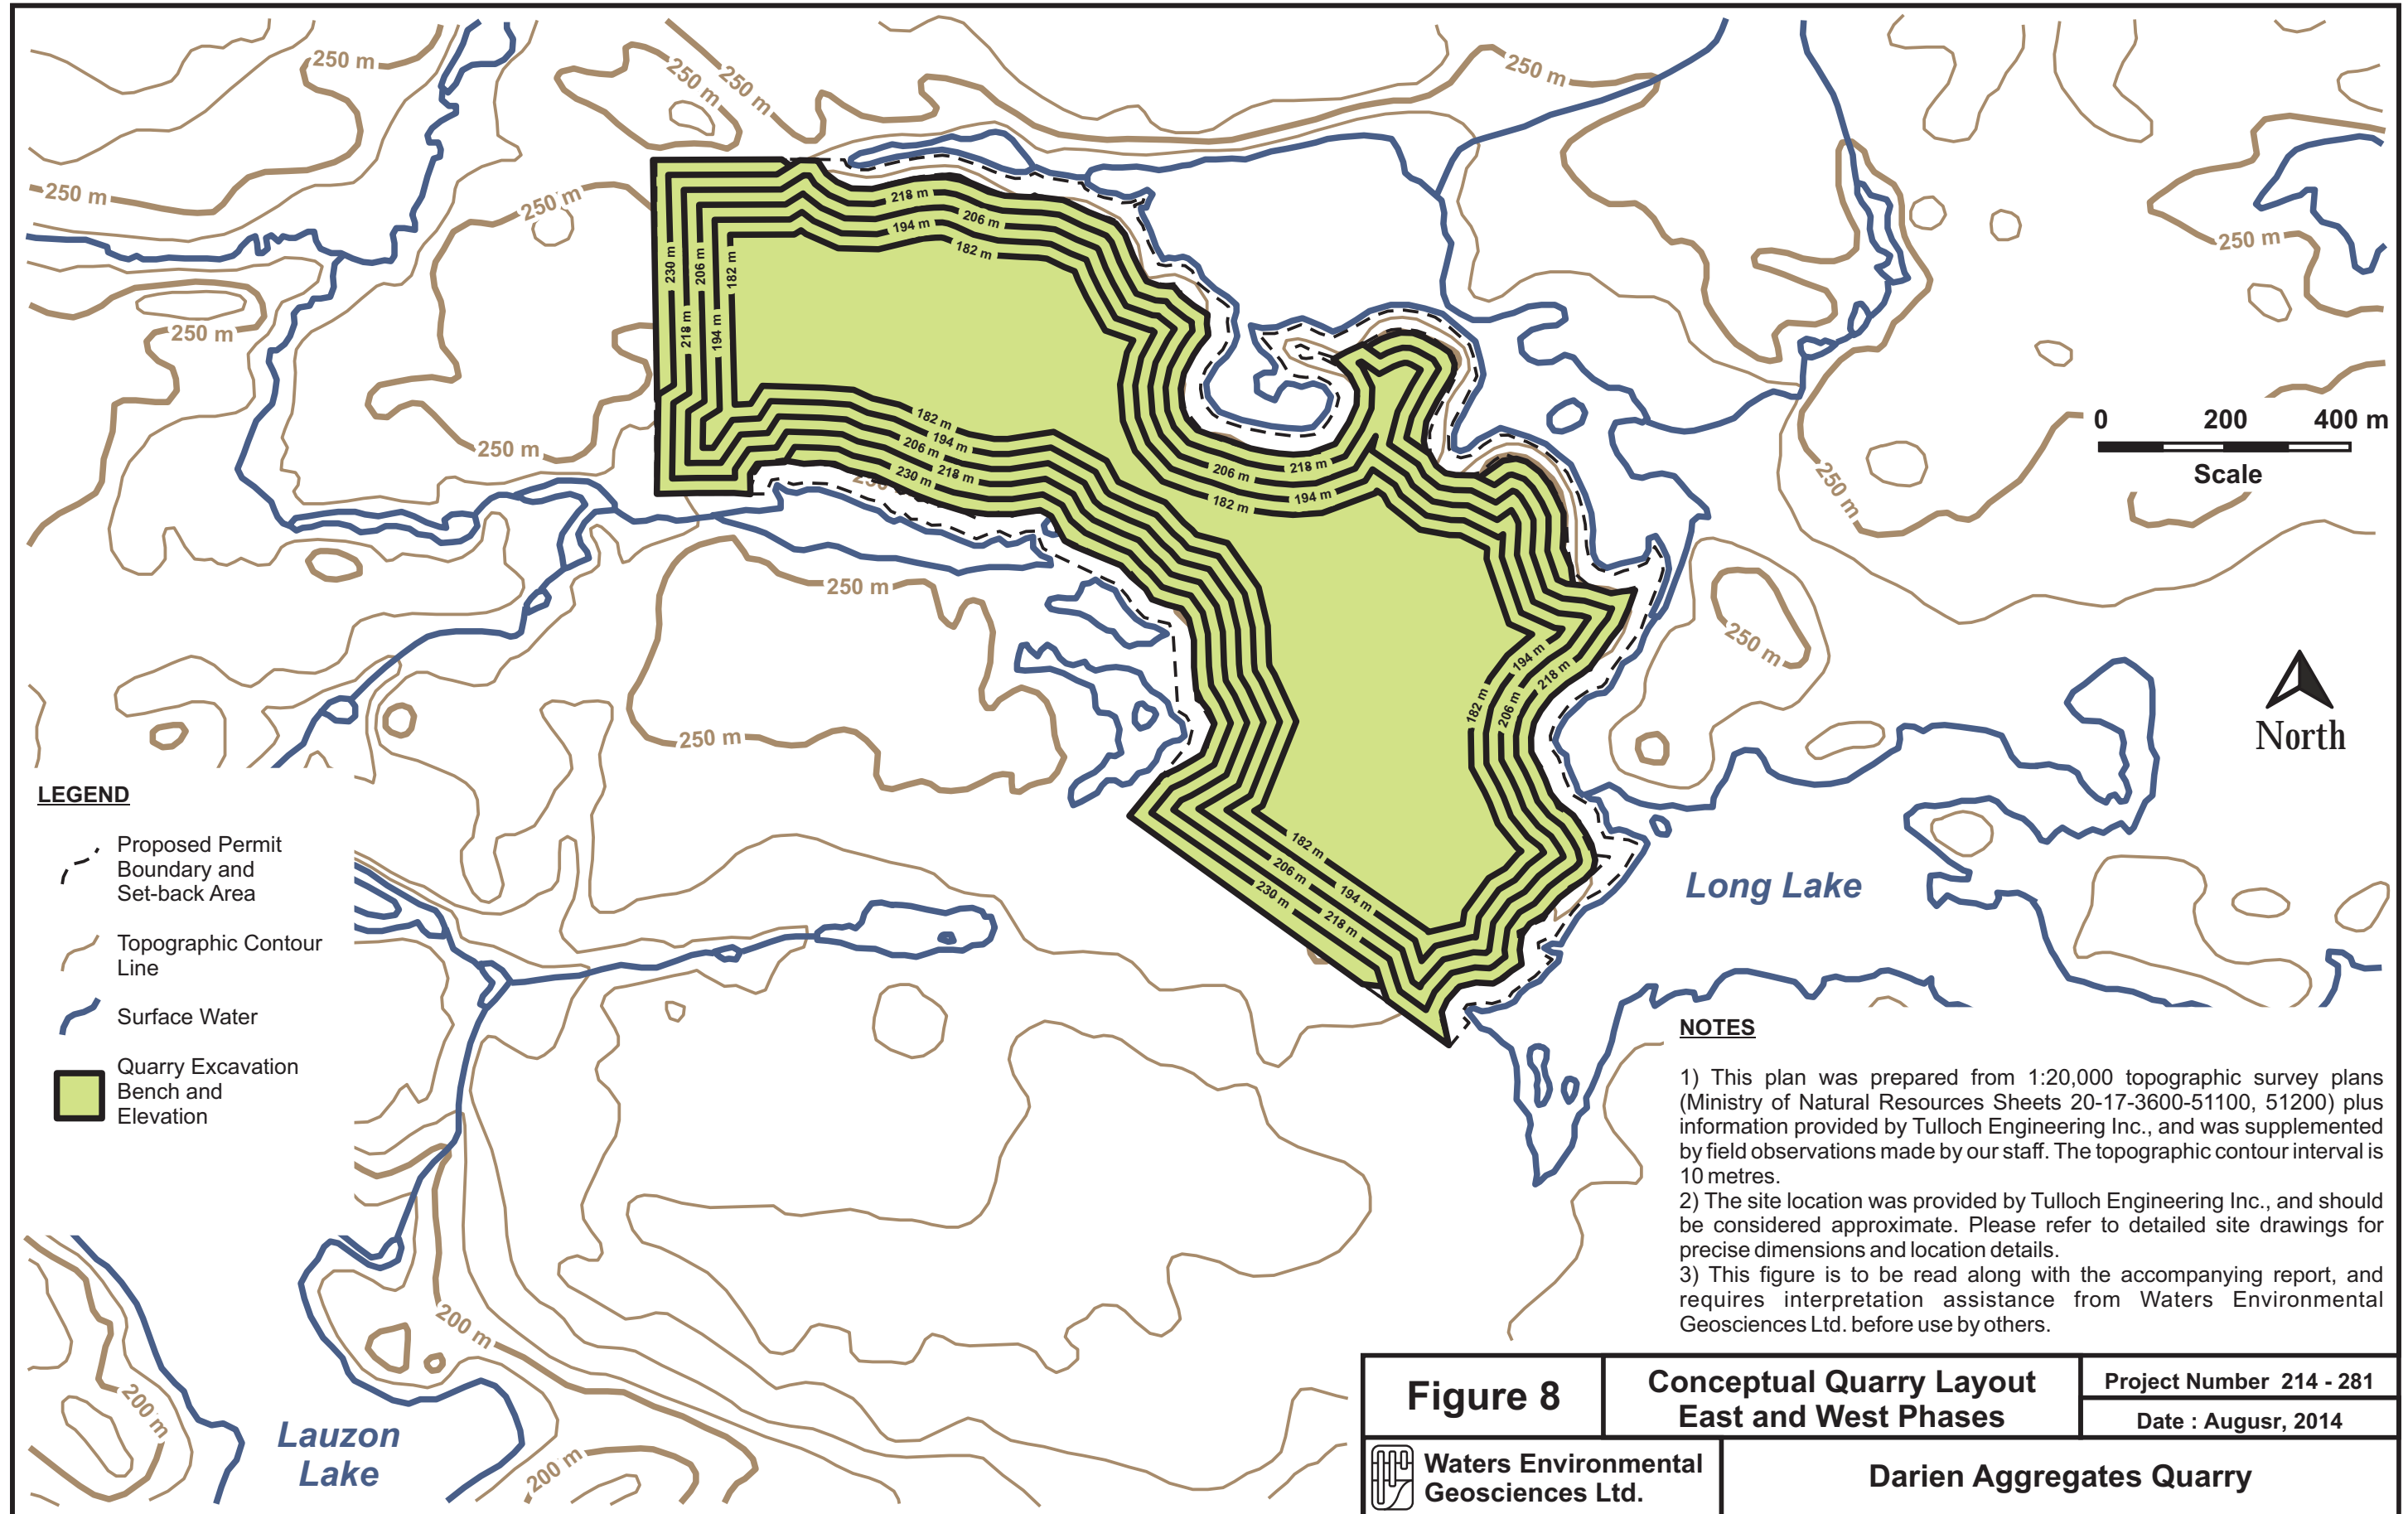 250 m
250 m
250 m
250 m
250 m
250 m
250 m
250 m
250 m
250 m
250 m
250 m
250 m
250 m
218 m
206 m
194 m
182 m
230 m
218 m
206 m
194 m
182 m
182 m
194 m
206 m
218 m
230 m
206 m
218 m
182 m
194 m
194 m
218 m
182 m
206 m
182 m
206 m
194 m
230 m
218 m
0 200 400 m
Scale
North
LEGEND
Proposed Permit
Boundary and
Set-back Area
Topographic Contour
Line
Surface Water
Quarry Excavation
Bench and
Elevation
Long Lake
200 m
200 m
200 m
Lauzon
Lake
NOTES
1) This plan was prepared from 1:20,000 topographic survey plans
(Ministry of Natural Resources Sheets 20-17-3600-51100, 51200) plus
information provided by Tulloch Engineering Inc., and was supplemented
by field observations made by our staff. The topographic contour interval is
10 metres.
2) The site location was provided by Tulloch Engineering Inc., and should
be considered approximate. Please refer to detailed site drawings for
precise dimensions and location details.
3) This figure is to be read along with the accompanying report, and
requires interpretation assistance from Waters Environmental
Geosciences Ltd. before use by others.
Figure 8
Conceptual Quarry Layout
East and West Phases
Project Number 214 - 281
Date : Augusr, 2014
Waters Environmental
Geosciences Ltd.
Darien Aggregates Quarry